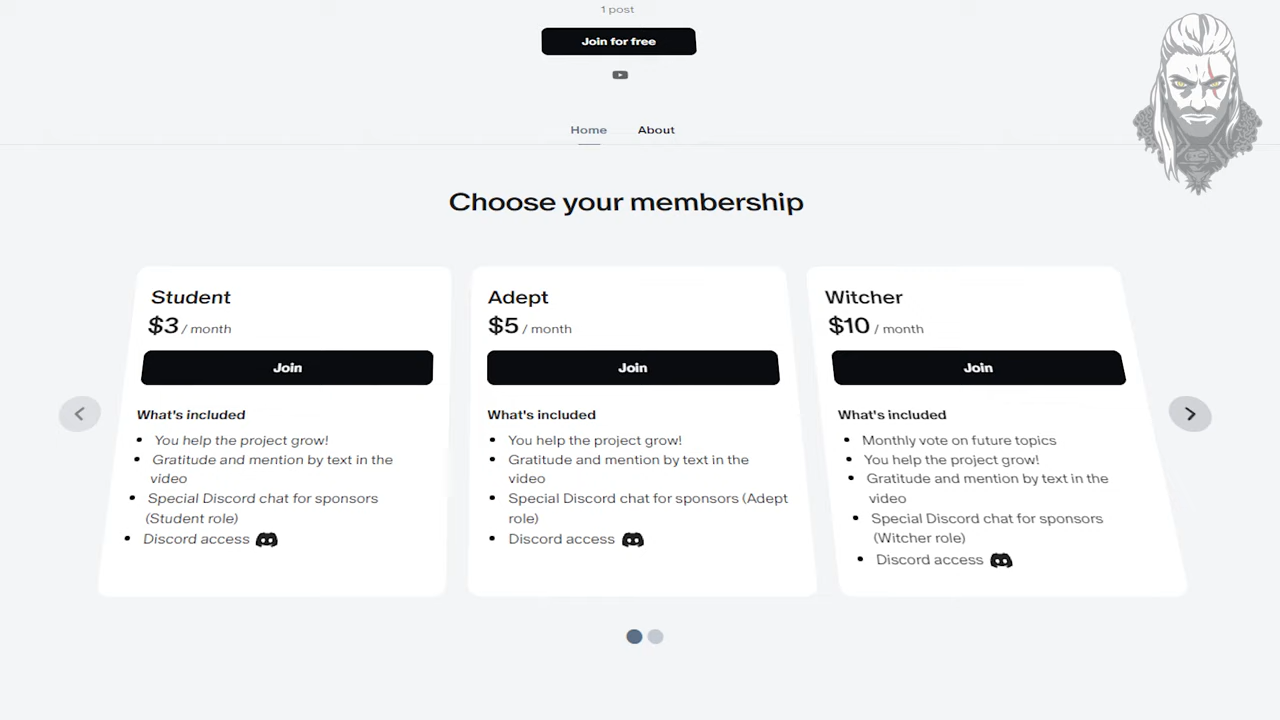 1 post
Join for free
Home About
Choose your membership
Student
$3 / month
Join
What's included
You help the project grow!
Gratitude and mention by text in the
video
Special Discord chat for sponsors
(Student role)
Discord access
Adept
$5 / month
Join
What's included
You help the project grow!
Gratitude and mention by text in the
video
Special Discord chat for sponsors (Adept
role)
Discord access
Witcher
$10 / month
Join
What's included
Monthly vote on future topics
You help the project grow!
Gratitude and mention by text in the
video
Special Discord chat for sponsors
(Witcher role)
Discord access